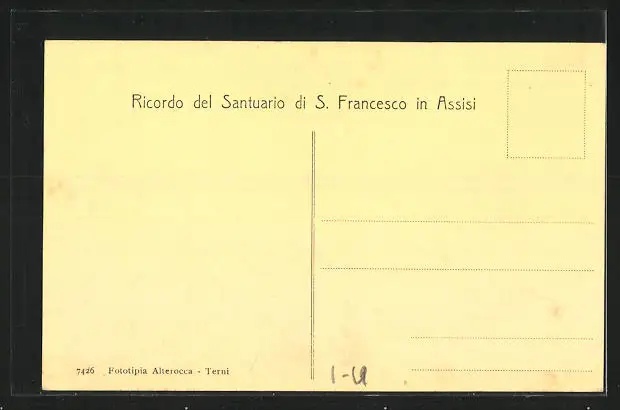 Ricordo del Santuario di S. Francesco in Assisi
7426 Fototipia Alterocca - Terni